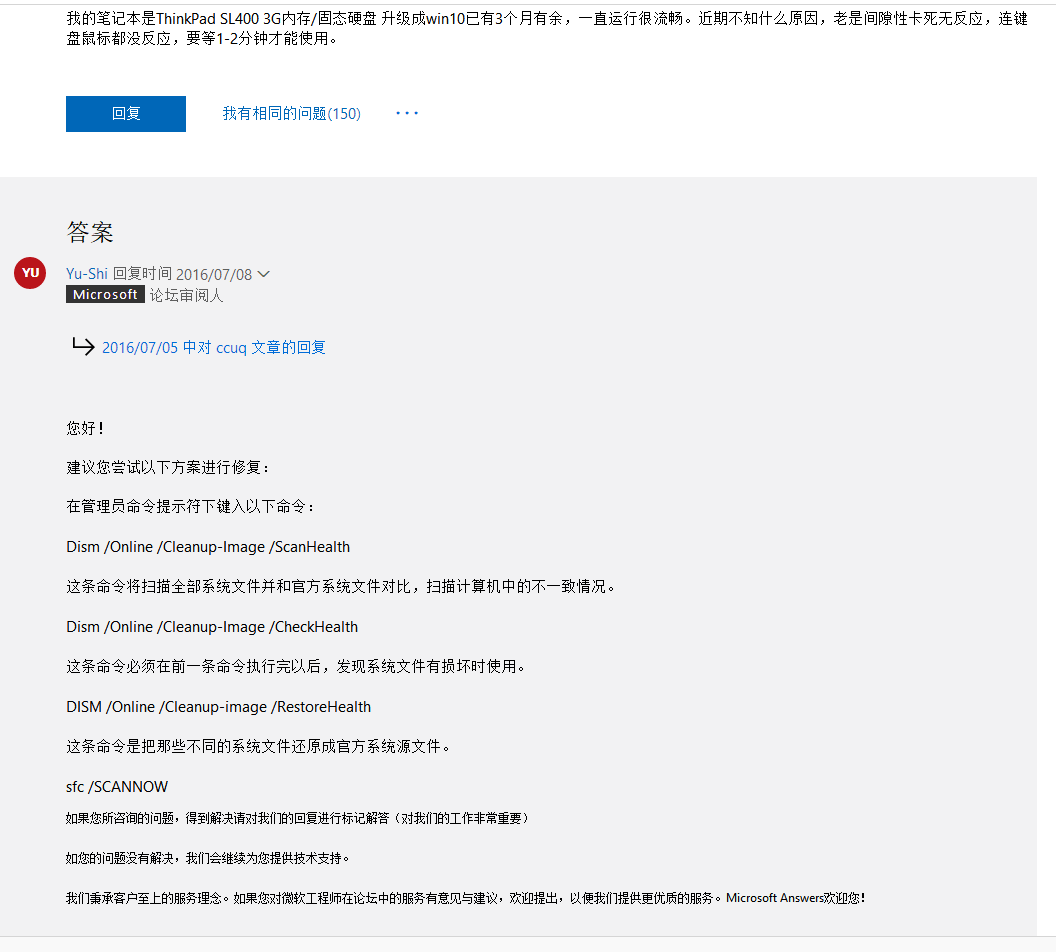 我的笔记本是ThinkPad SL400 3G内存/固态硬盘 升级成win10已有3个月有余，一直运行很流畅。近期不知什么原因，老是间隙性卡死无反应，连键
盘鼠标都没反应，要等1-2分钟才能使用。
回复 我有相同的问题(150) ···
答案
YU Yu-Shi 回复时间 2016/07/08
Microsoft 论坛审阅人
2016/07/05 中对 ccuq 文章的回复
您好！
建议您尝试以下方案进行修复：
在管理员命令提示符下键入以下命令：
Dism /Online /Cleanup-Image /ScanHealth
这条命令将扫描全部系统文件并和官方系统文件对比，扫描计算机中的不一致情况。
Dism /Online /Cleanup-Image /CheckHealth
这条命令必须在前一条命令执行完以后，发现系统文件有损坏时使用。
DISM /Online /Cleanup-image /RestoreHealth
这条命令是把那些不同的系统文件还原成官方系统源文件。
sfc /SCANNOW
如果您所咨询的问题，得到解决请对我们的回复进行标记解答（对我们的工作非常重要）
如您的问题没有解决，我们会继续为您提供技术支持。
我们秉承客户至上的服务理念。如果您对微软工程师在论坛中的服务有意见与建议，欢迎提出，以便我们提供更优质的服务。Microsoft Answers欢迎您！